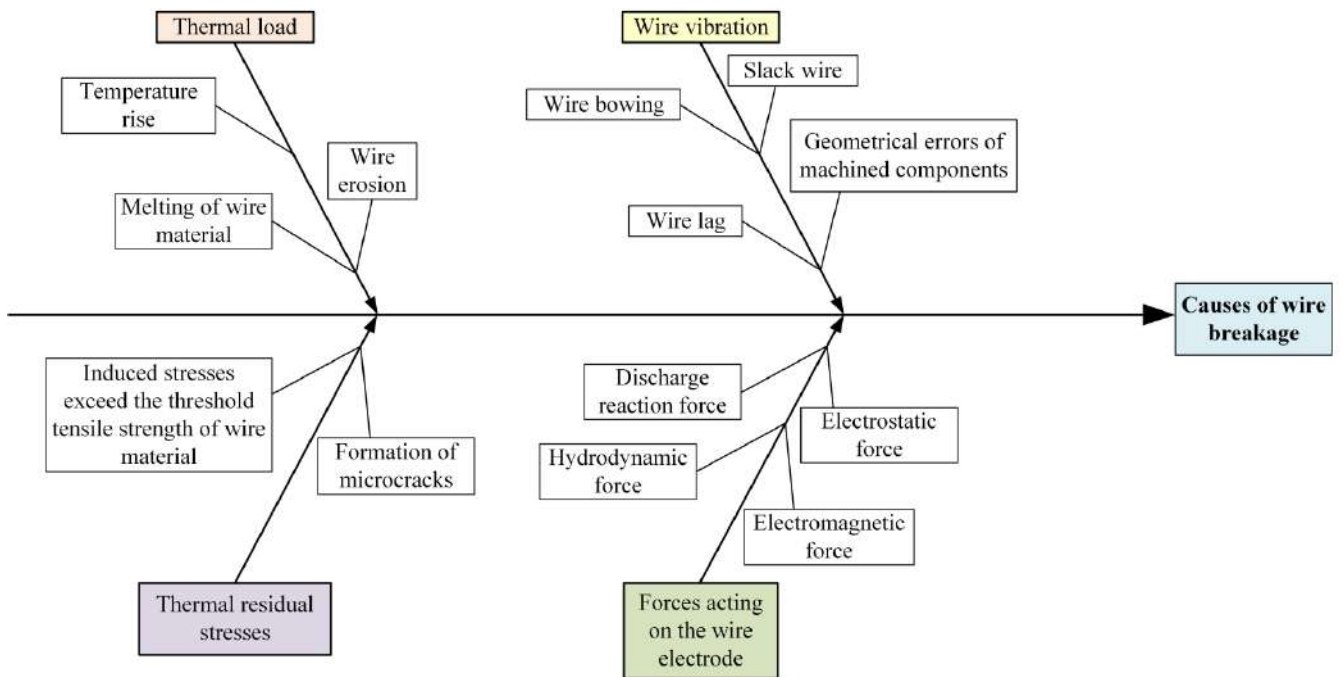 Thermal load
Wire vibration
Temperature
rise
Wire
erosion
Melting of wire
material
Slack wire
Wire bowing
Geometrical errors of
machined components
Wire lag
Causes of wire
breakage
Induced stresses
exceed the threshold
tensile strength of wire
material
Formation of
microcracks
Discharge
reaction force
Electrostatic
force
Hydrodynamic
force
Electromagnetic
force
Thermal residual
stresses
Forces acting
on the wire
electrode